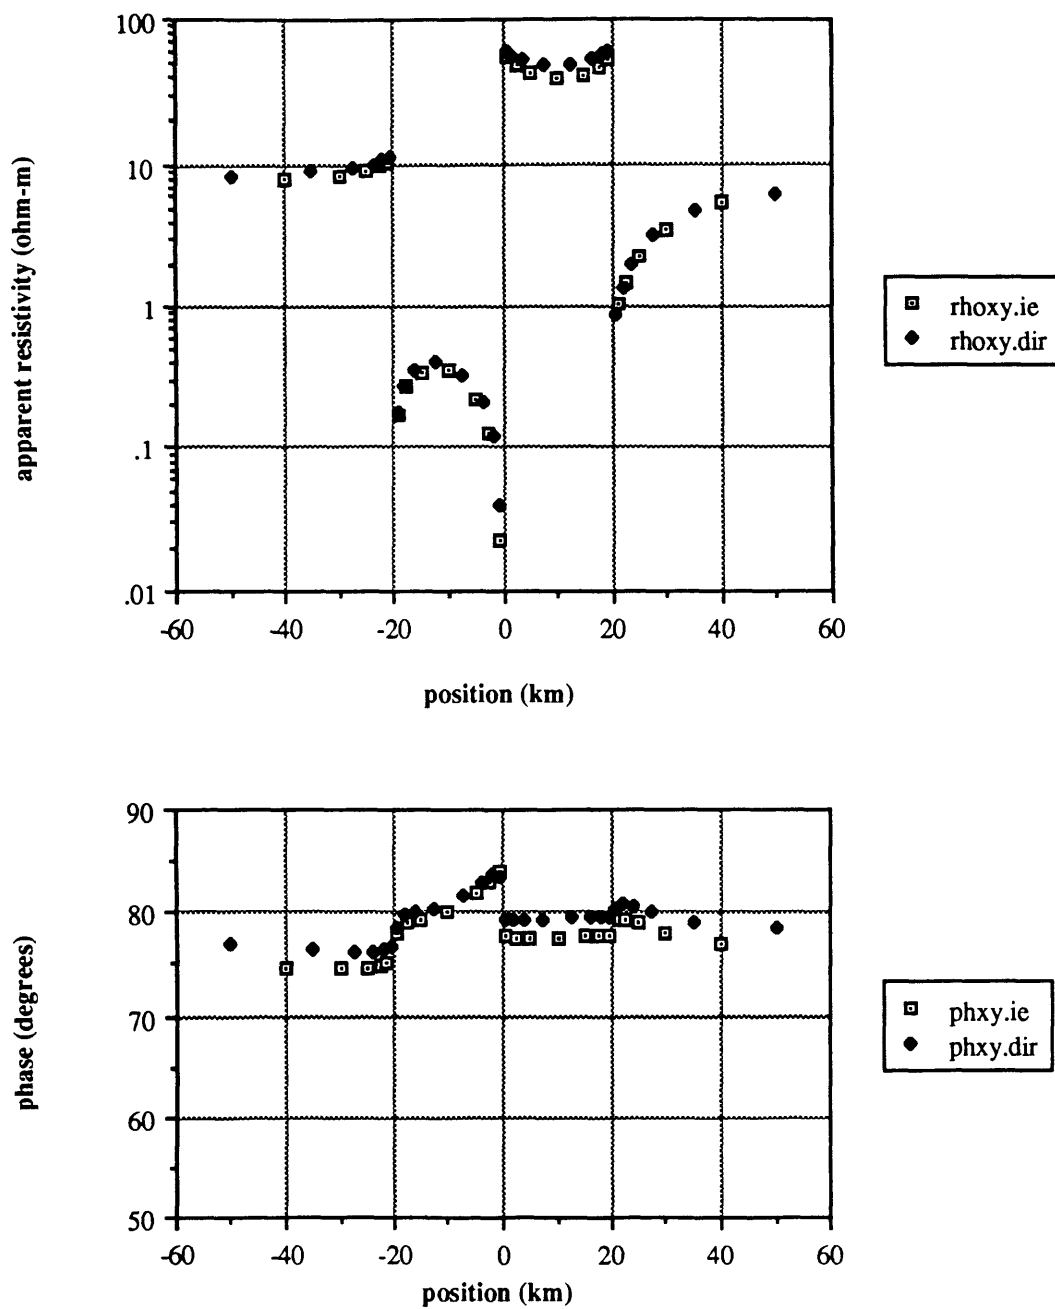 100
10
1
.1
.01
apparent resistivity (ohm-m)
-60 -40 -20 0 20 40 60
position (km)
rhoxy.ie
rhoxy.dir
90
80
70
60
50
phase (degrees)
-60 -40 -20 0 20 40 60
position (km)
phxy.ie
phxy.dir